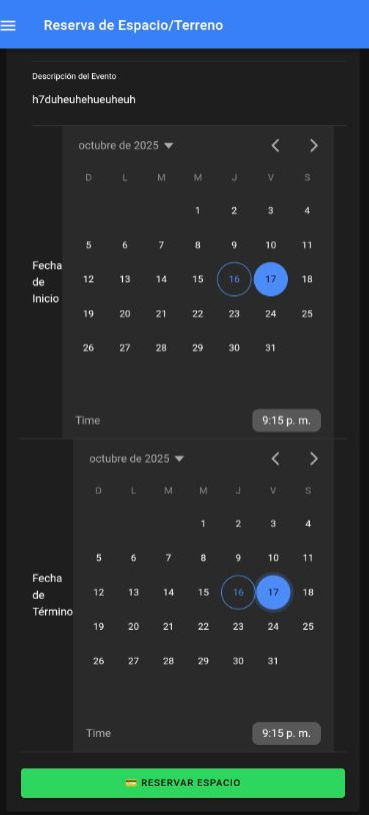 Reserva de Espacio/Terreno
Descripción del Evento
h7duheuhehueuheuh
octubre de 2025
D L M M J V S
1 2 3 4
5 6 7 8 9 10 11
Fecha
de
Inicio
12 13 14 15 16 17 18
19 20 21 22 23 24 25
26 27 28 29 30 31
Time 9:15 p. m.
octubre de 2025
D L M M J V S
1 2 3 4
5 6 7 8 9 10 11
Fecha
de
Término
12 13 14 15 16 17 18
19 20 21 22 23 24 25
26 27 28 29 30 31
Time 9:15 p. m.
💳 RESERVAR ESPACIO